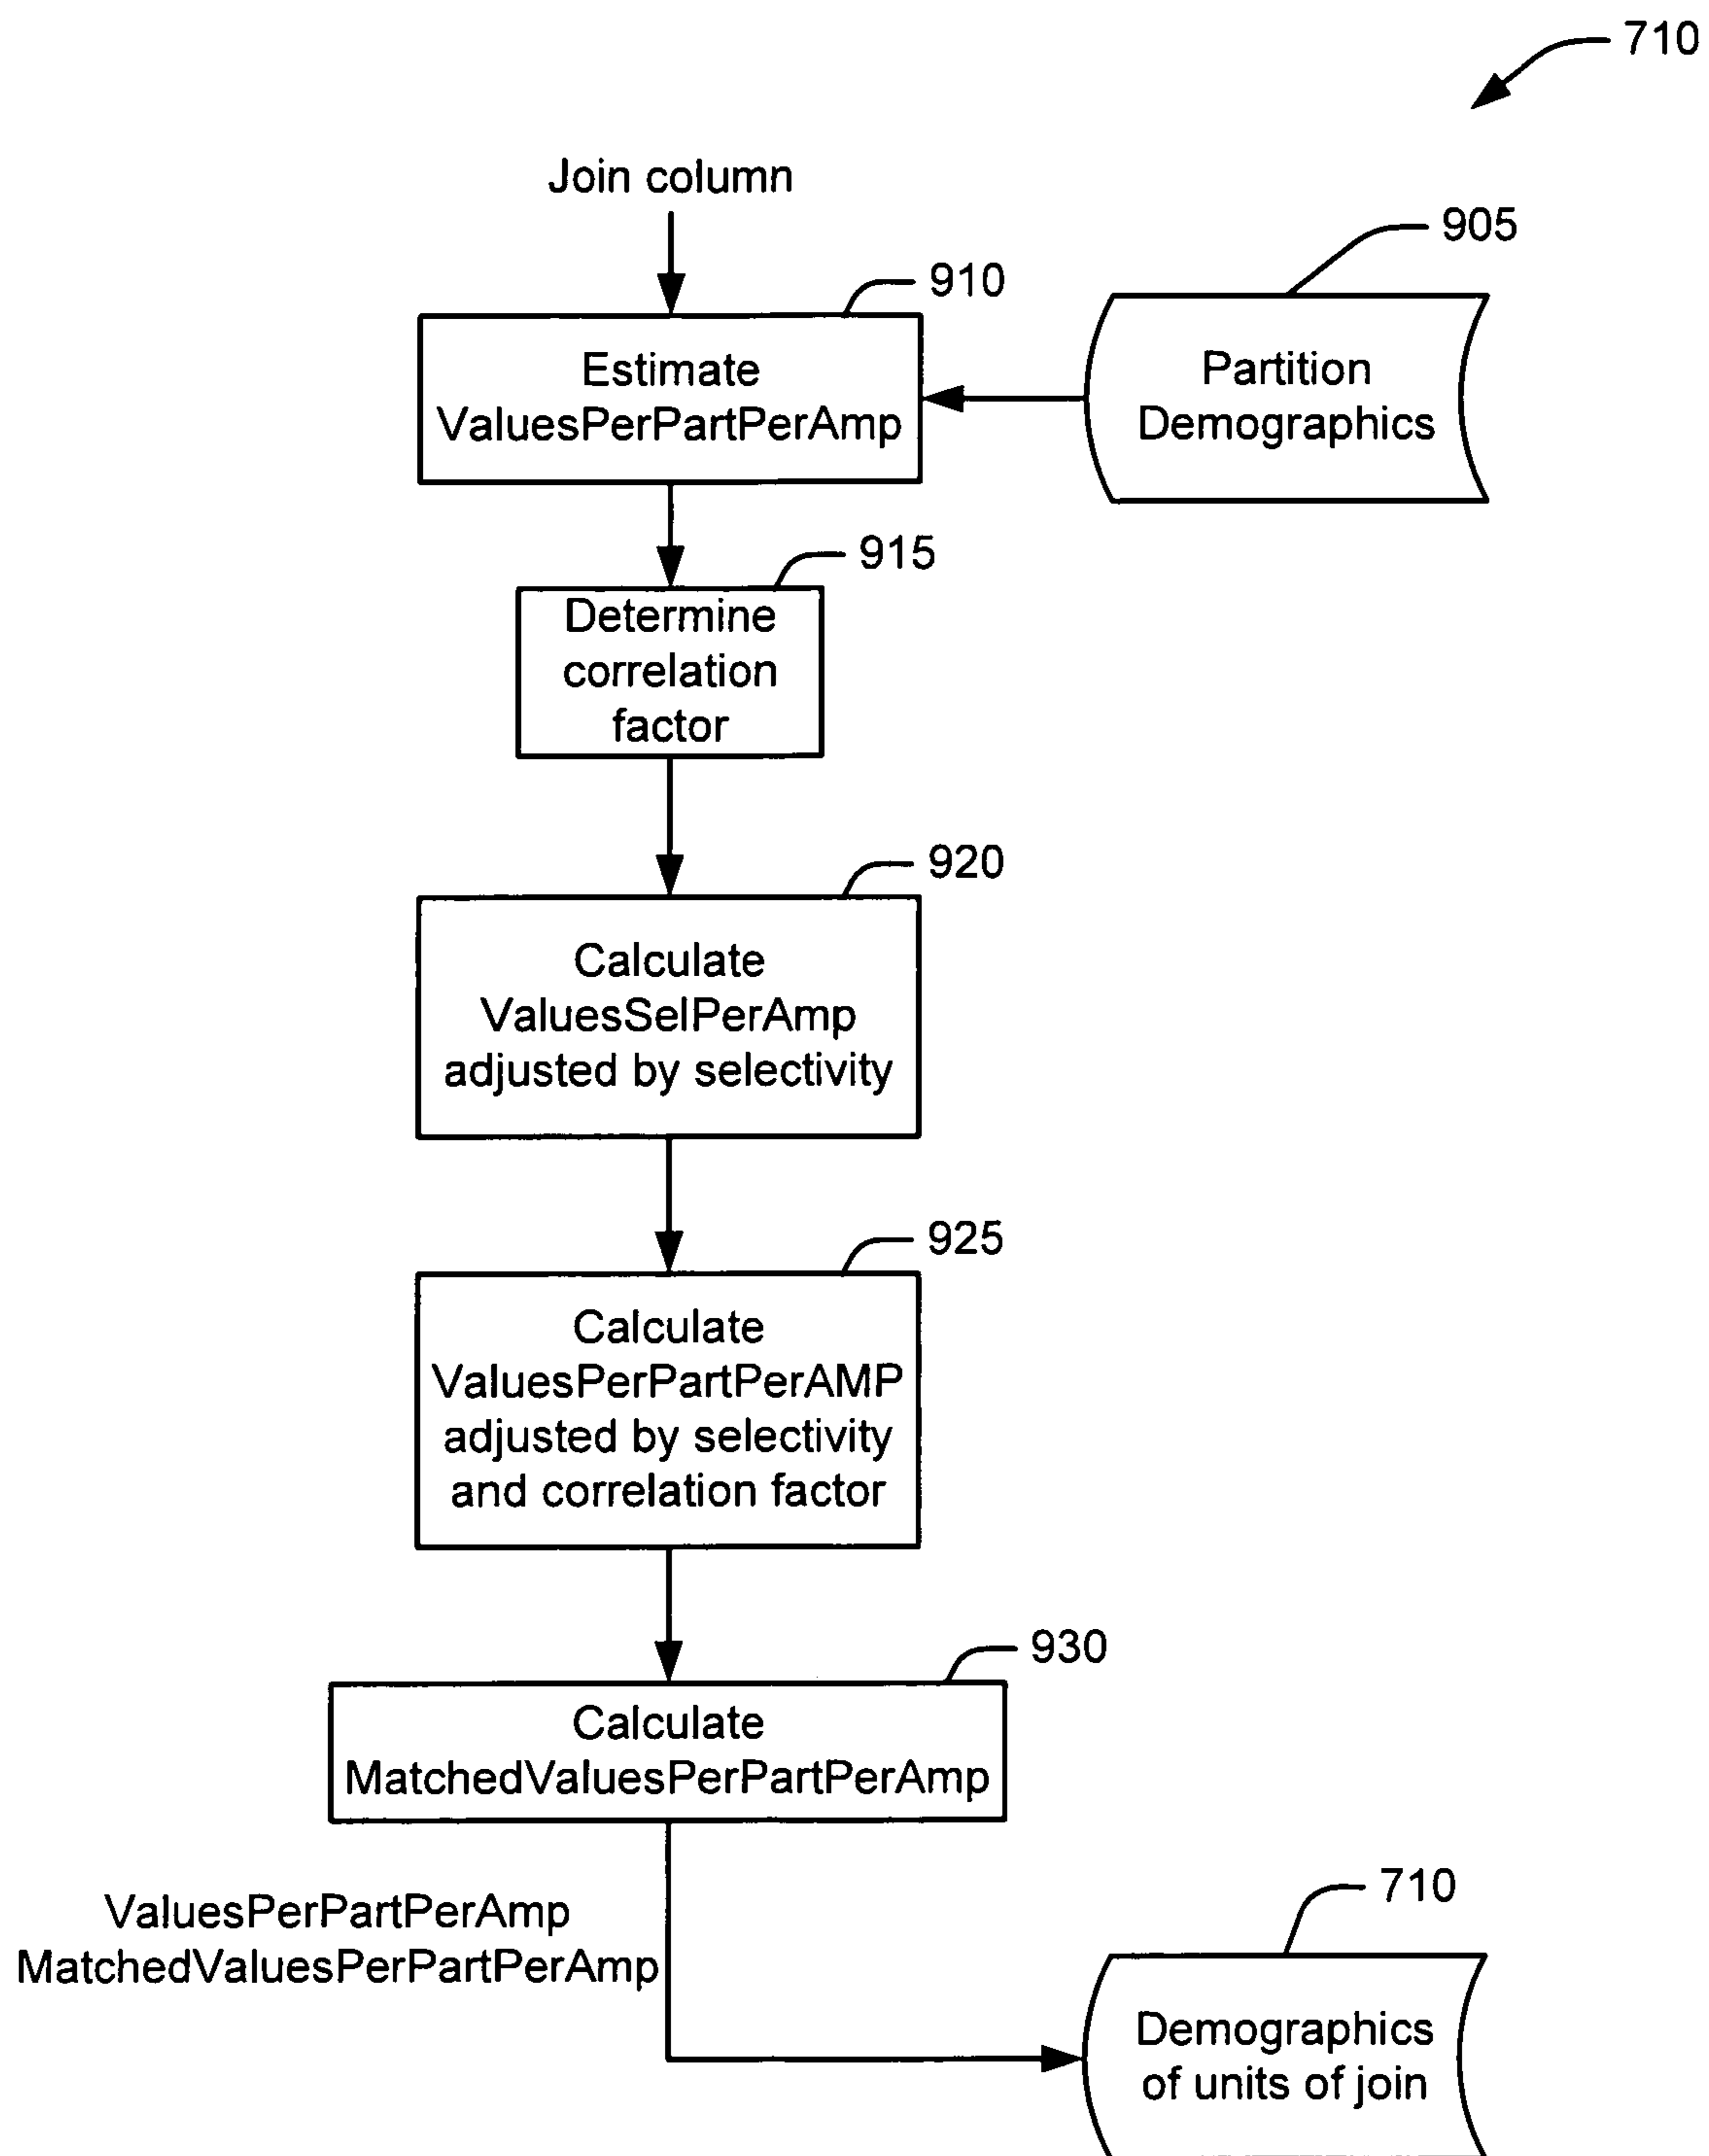 710
Join column
905
910
Estimate
ValuesPerPartPerAmp
Partition
Demographics
915
Determine
correlation
factor
920
Calculate
ValuesSelPerAmp
adjusted by selectivity
925
Calculate
ValuesPerPartPerAMP
adjusted by selectivity
and correlation factor
930
Calculate
MatchedValuesPerPartPerAmp
ValuesPerPartPerAmp
MatchedValuesPerPartPerAmp
710
Demographics
of units of join